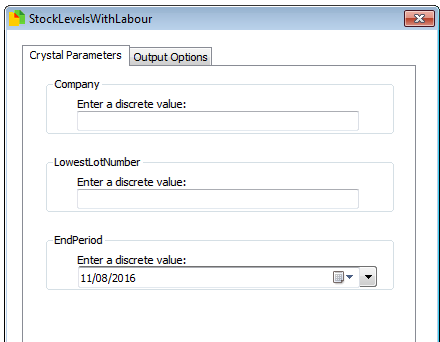 StockLevelsWithLabour
Crystal Parameters
Output Options
Company
Enter a discrete value:
LowestLotNumber
Enter a discrete value:
EndPeriod
Enter a discrete value:
11/08/2016